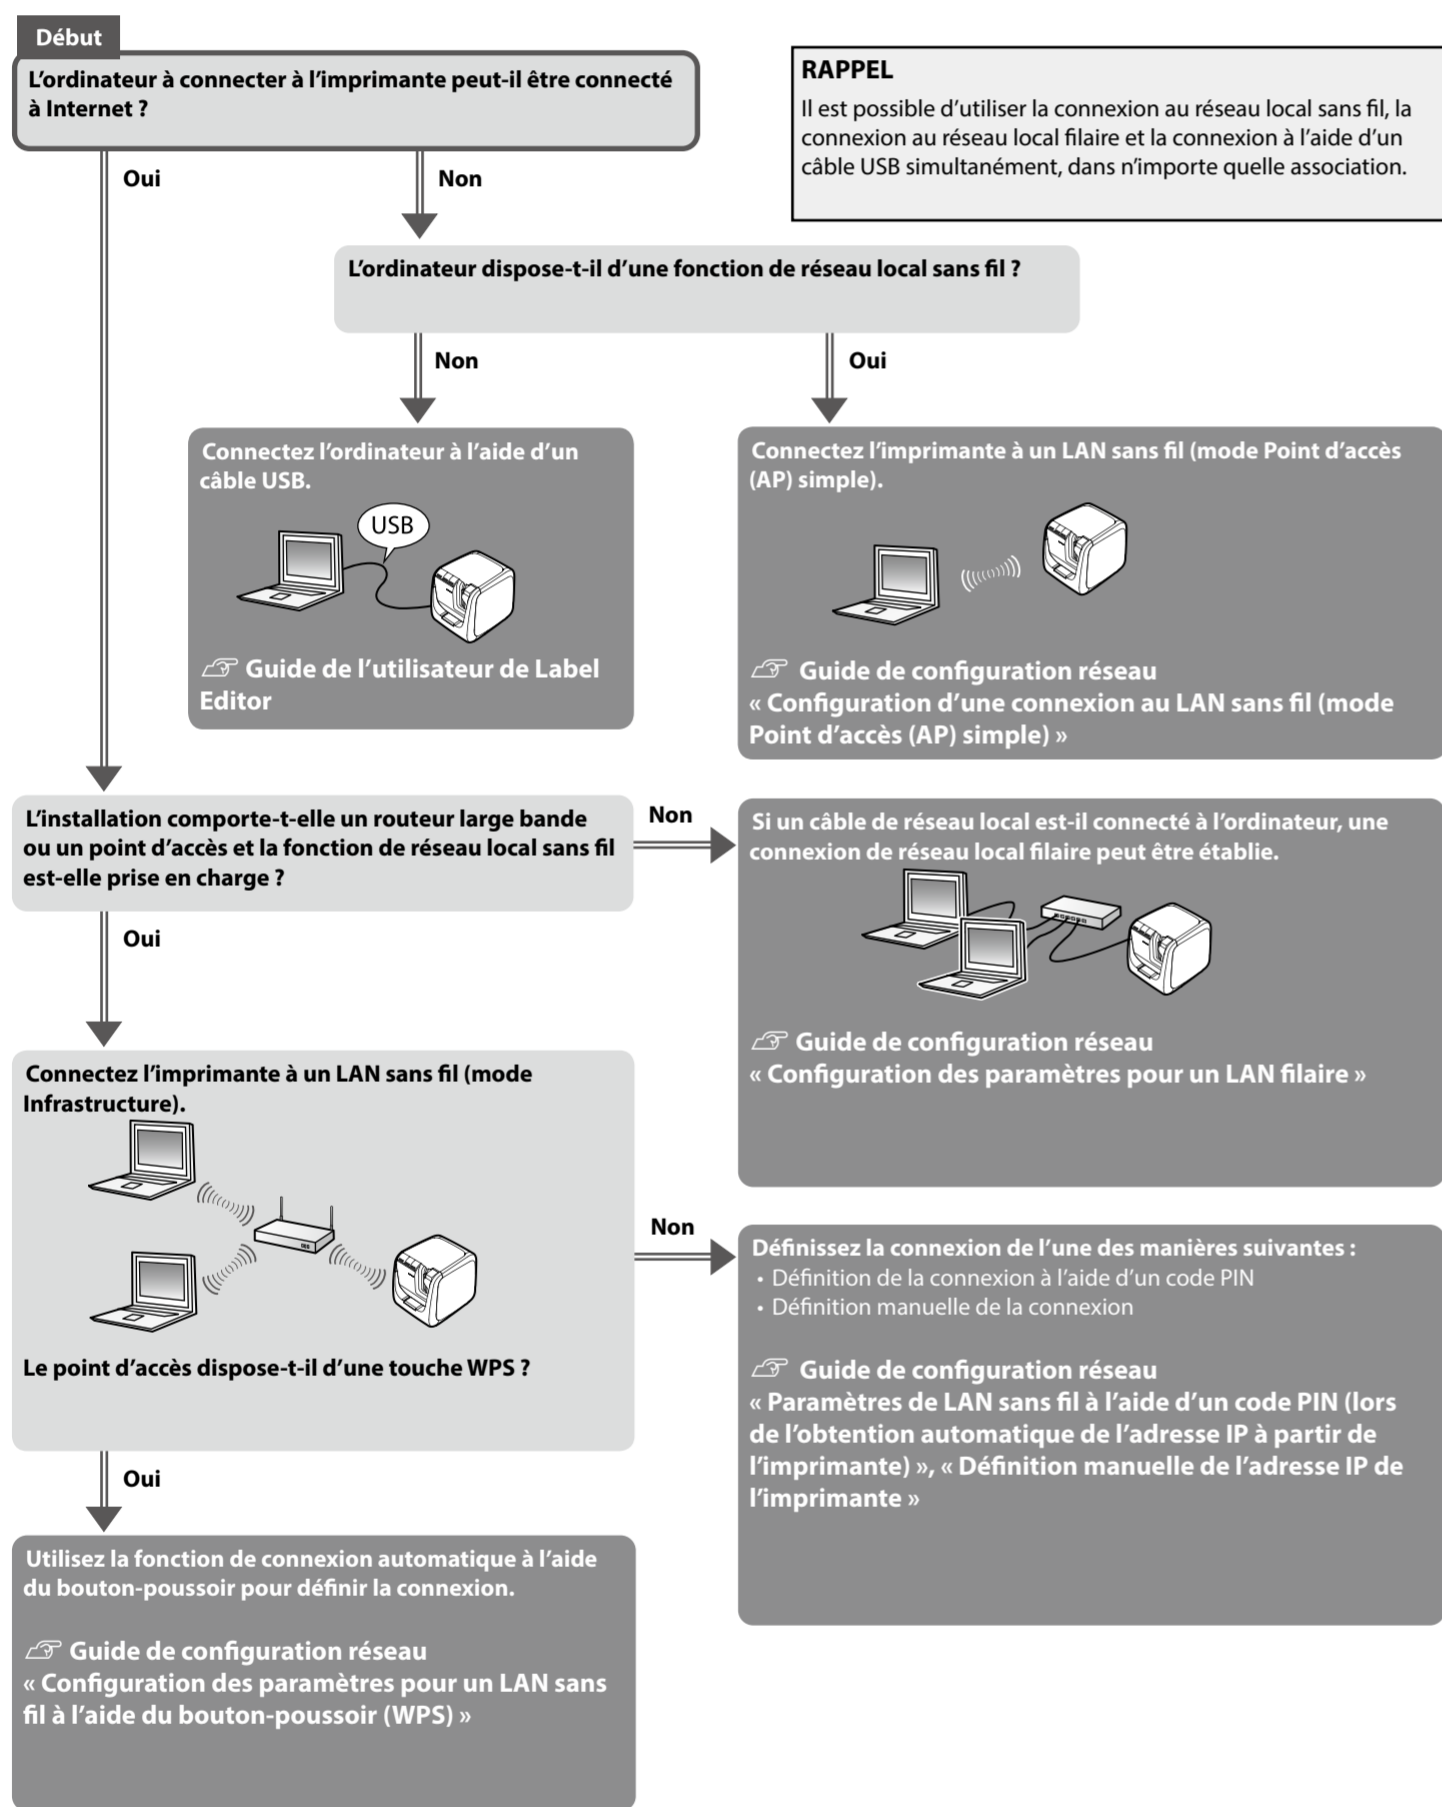 Début
L'ordinateur à connecter à l'imprimante peut-il être connecté
à Internet ?
RAPPEL
Il est possible d'utiliser la connexion au réseau local sans fil, la
connexion au réseau local filaire et la connexion à l'aide d'un
câble USB simultanément, dans n'importe quelle association.
Oui
Non
L'ordinateur dispose-t-il d'une fonction de réseau local sans fil ?
Non
Oui
Connectez l'ordinateur à l'aide d'un
câble USB.
USB
☞ Guide de l'utilisateur de Label
Editor
Connectez l'imprimante à un LAN sans fil (mode Point d'accès
(AP) simple).
☞ Guide de configuration réseau
« Configuration d'une connexion au LAN sans fil (mode
Point d'accès (AP) simple) »
L'installation comporte-t-elle un routeur large bande
ou un point d'accès et la fonction de réseau local sans fil
est-elle prise en charge ?
Non
Si un câble de réseau local est-il connecté à l'ordinateur, une
connexion de réseau local filaire peut être établie.
☞ Guide de configuration réseau
« Configuration des paramètres pour un LAN filaire »
Oui
Connectez l'imprimante à un LAN sans fil (mode
Infrastructure).
Le point d'accès dispose-t-il d'une touche WPS ?
Non
Définissez la connexion de l'une des manières suivantes :
• Définition de la connexion à l'aide d'un code PIN
• Définition manuelle de la connexion
☞ Guide de configuration réseau
« Paramètres de LAN sans fil à l'aide d'un code PIN (lors
de l'obtention automatique de l'adresse IP à partir de
l'imprimante) », « Définition manuelle de l'adresse IP de
l'imprimante »
Oui
Utilisez la fonction de connexion automatique à l'aide
du bouton-poussoir pour définir la connexion.
☞ Guide de configuration réseau
« Configuration des paramètres pour un LAN sans
fil à l'aide du bouton-poussoir (WPS) »